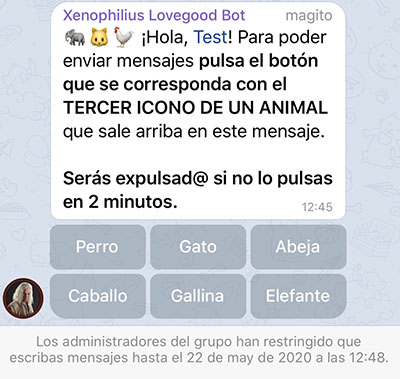 Xenophilius Lovegood Bot magito
🐘🐱🐓 ¡Hola, Test! Para poder
enviar mensajes pulsa el botón
que se corresponda con el
TERCER ICONO DE UN ANIMAL
que sale arriba en este mensaje.
Serás expulsad@ si no lo pulsas
en 2 minutos.
12:45
Perro Gato Abeja
Caballo Gallina Elefante
Los administradores del grupo han restringido que
escribas mensajes hasta el 22 de may de 2020 a las 12:48.